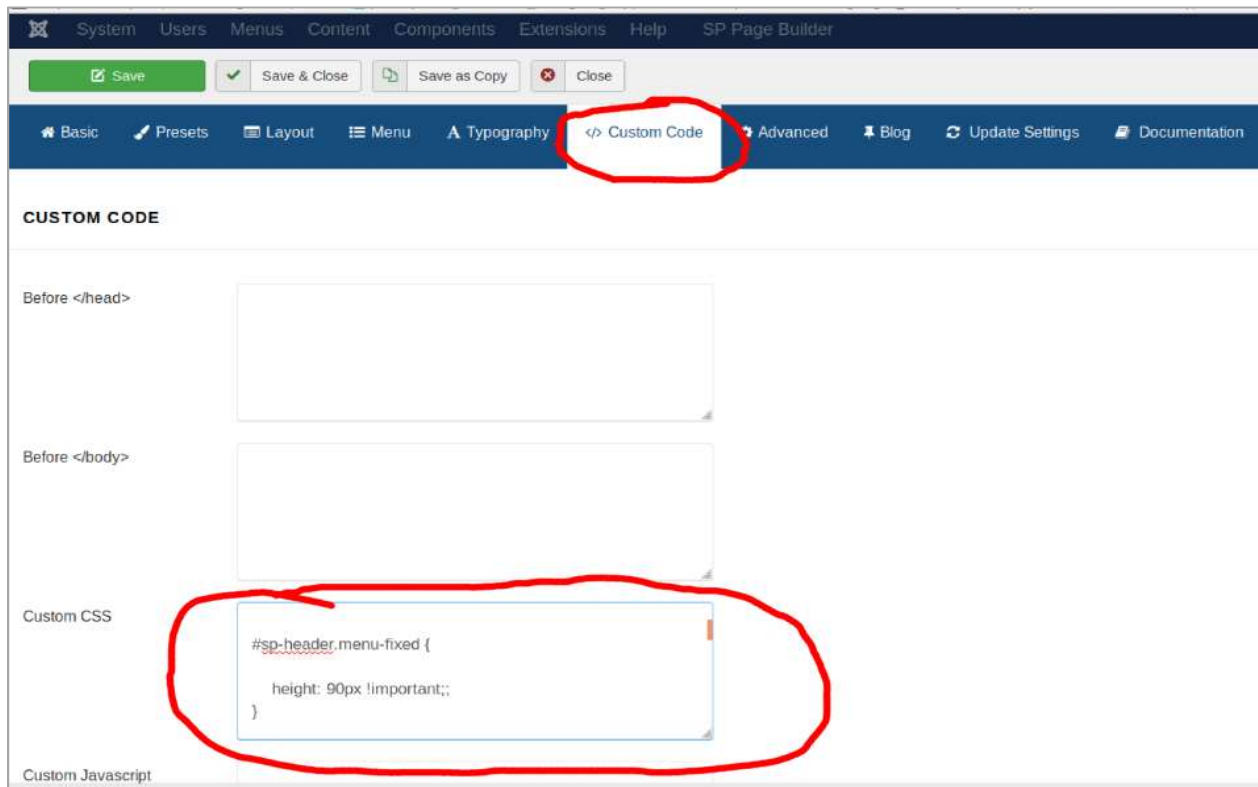 System Users Menus Content Components Extensions Help SP Page Builder
Save Save & Close Save as Copy Close
Basic Presets Layout Menu Typography </> Custom Code Advanced Blog Update Settings Documentation
CUSTOM CODE
Before </head>
Before </body>
Custom CSS
#sp-header.menu-fixed {
height: 90px !important;;
}
Custom Javascript